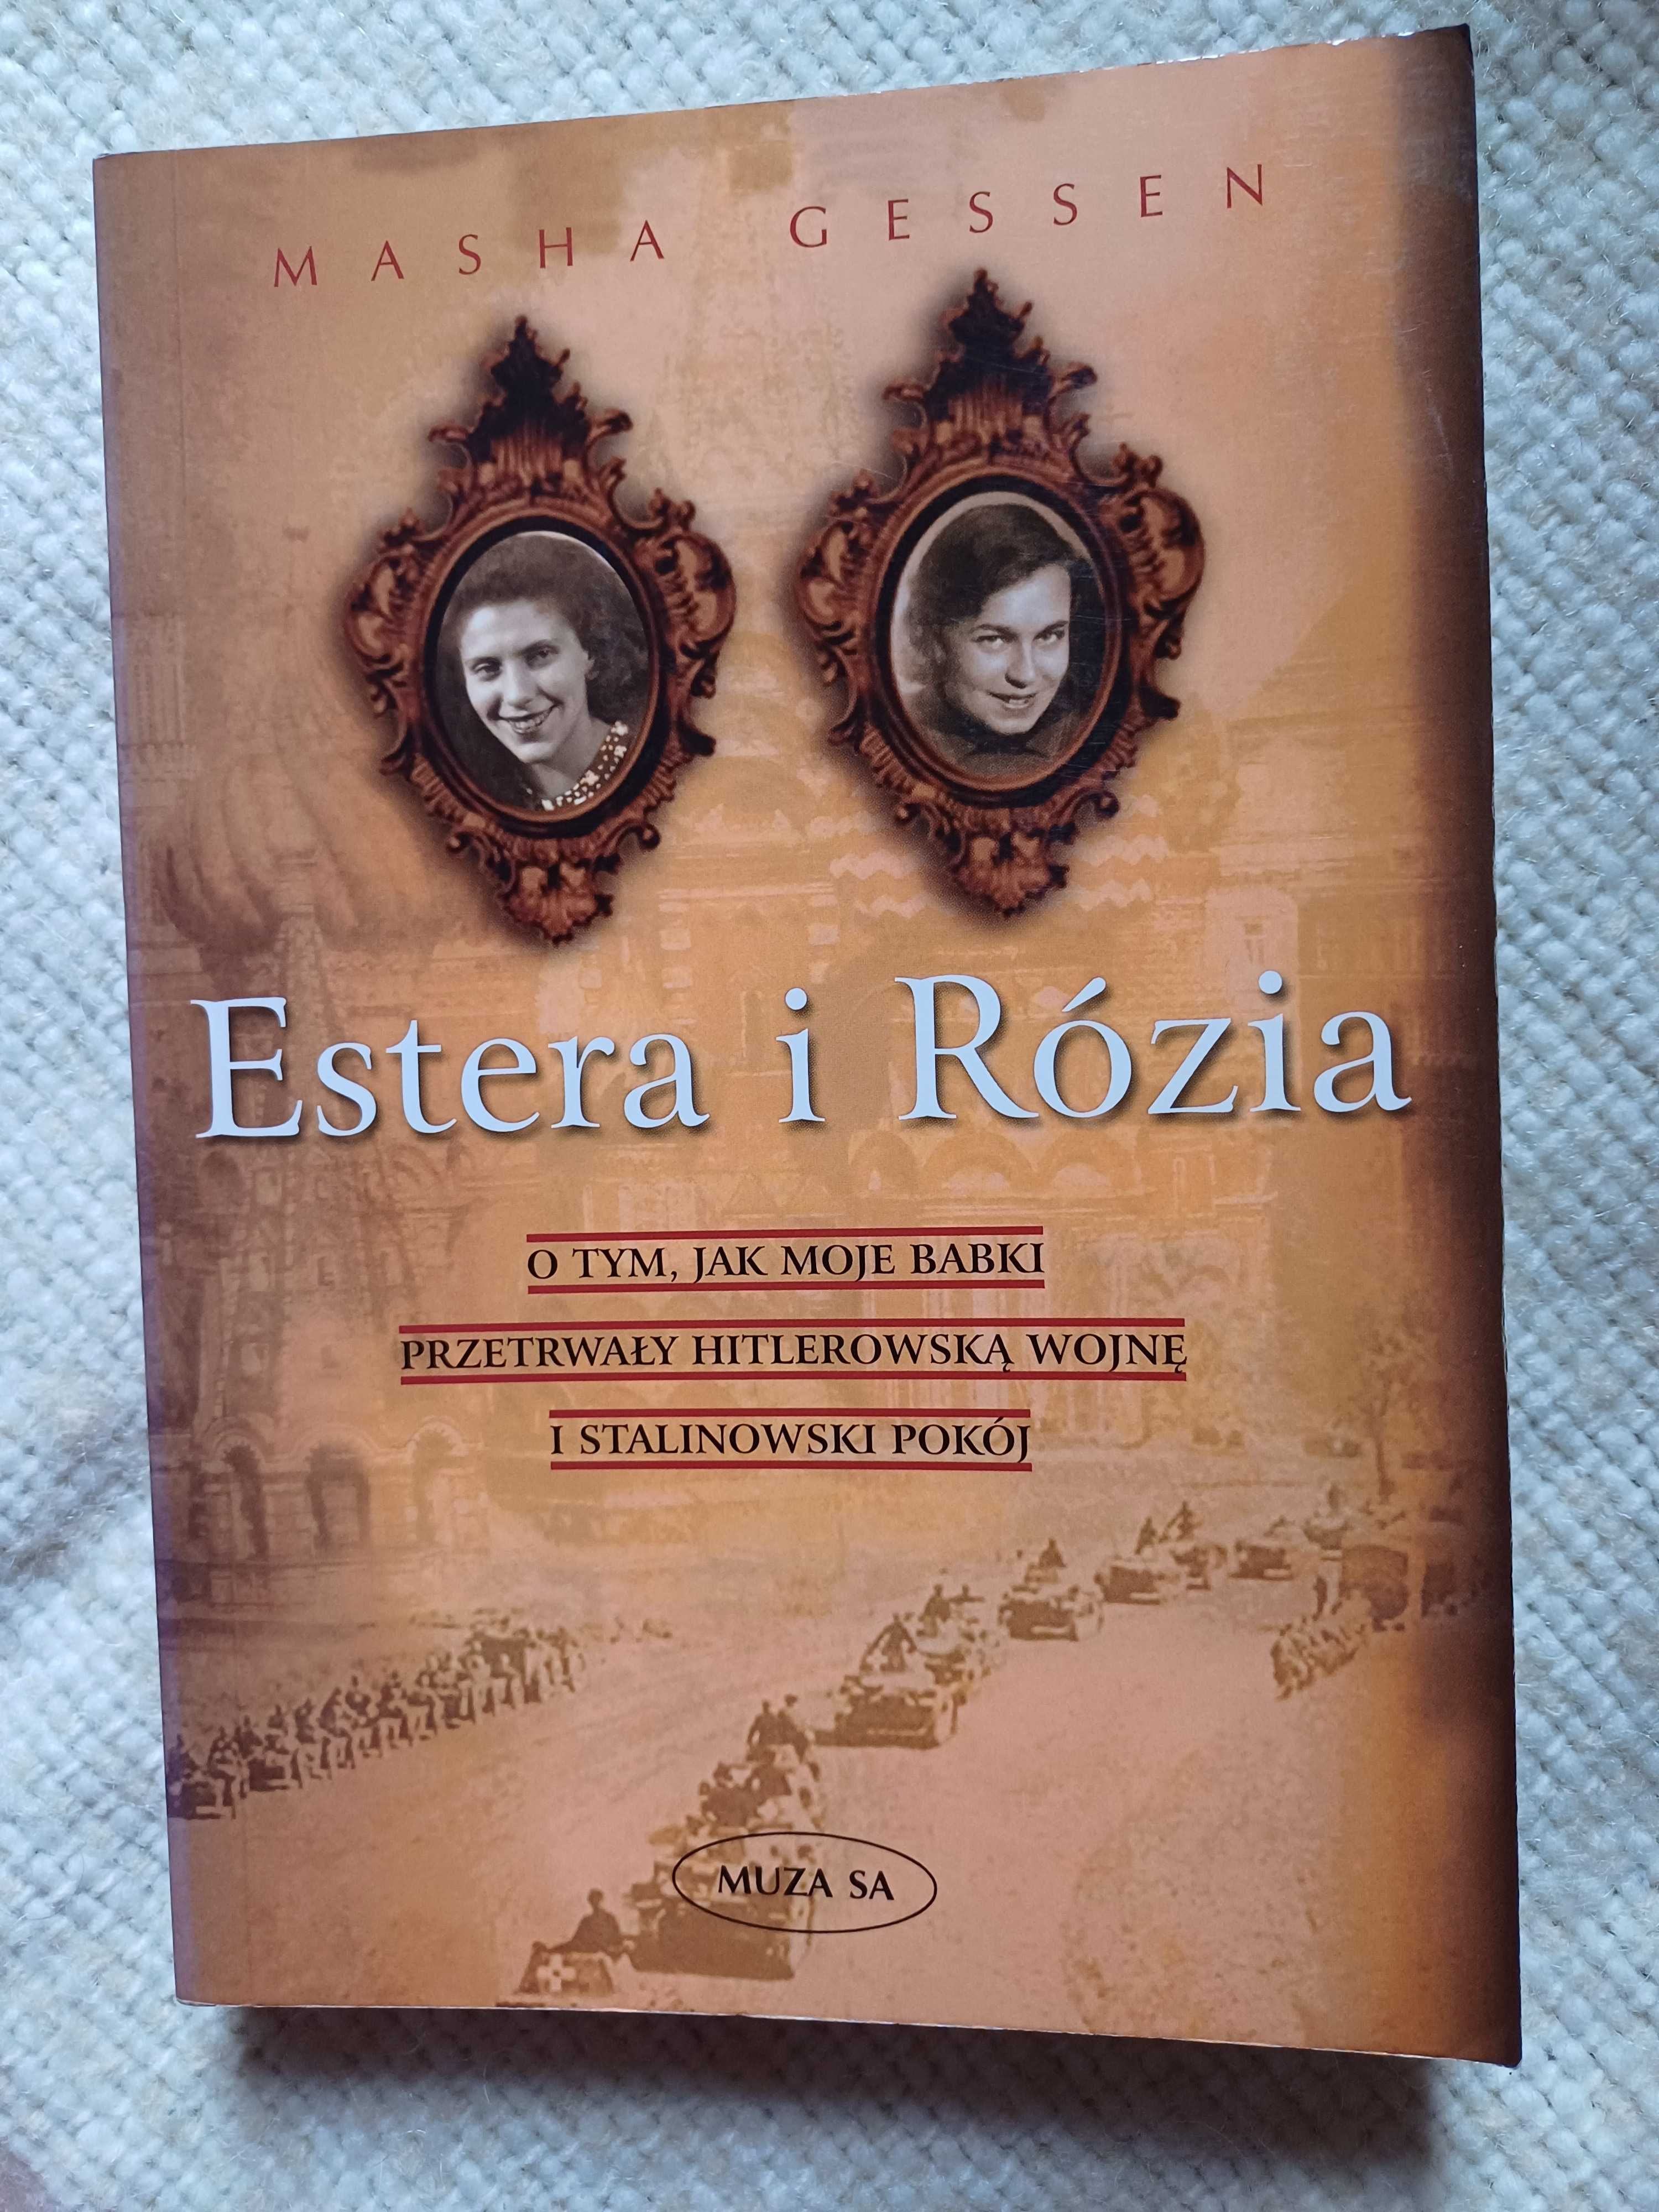 MASHA GESSEN
Estera i Rózia
O TYM, JAK MOJE BABKI
PRZETRWAŁY HITLEROWSKĄ WOJNĘ
I STALINOWSKI POKÓJ
MUZA SA